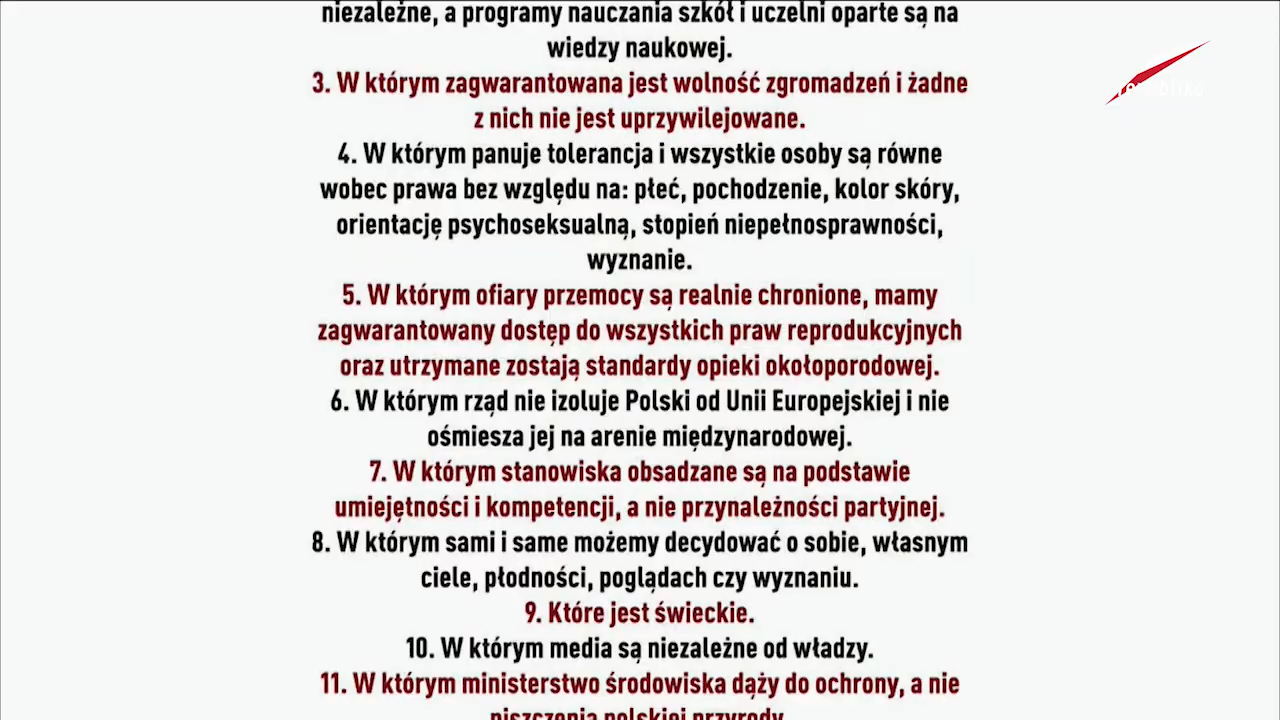 niezależne, a programy nauczania szkół i uczelni oparte są na
wiedzy naukowej.
3. W którym zagwarantowana jest wolność zgromadzeń i żadne
z nich nie jest uprzywilejowane.
4. W którym panuje tolerancja i wszystkie osoby są równe
wobec prawa bez względu na: płeć, pochodzenie, kolor skóry,
orientację psychoseksualną, stopień niepełnosprawności,
wyznanie.
5. W którym ofiary przemocy są realnie chronione, mamy
zagwarantowany dostęp do wszystkich praw reprodukcyjnych
oraz utrzymane zostają standardy opieki okołoporodowej.
6. W którym rząd nie izoluje Polski od Unii Europejskiej i nie
ośmiesza jej na arenie międzynarodowej.
7. W którym stanowiska obsadzane są na podstawie
umiejętności i kompetencji, a nie przynależności partyjnej.
8. W którym sami i same możemy decydować o sobie, własnym
ciele, płodności, poglądach czy wyznaniu.
9. Które jest świeckie.
10. W którym media są niezależne od władzy.
11. W którym ministerstwo środowiska dąży do ochrony, a nie
niszczenia polskiej przyrody